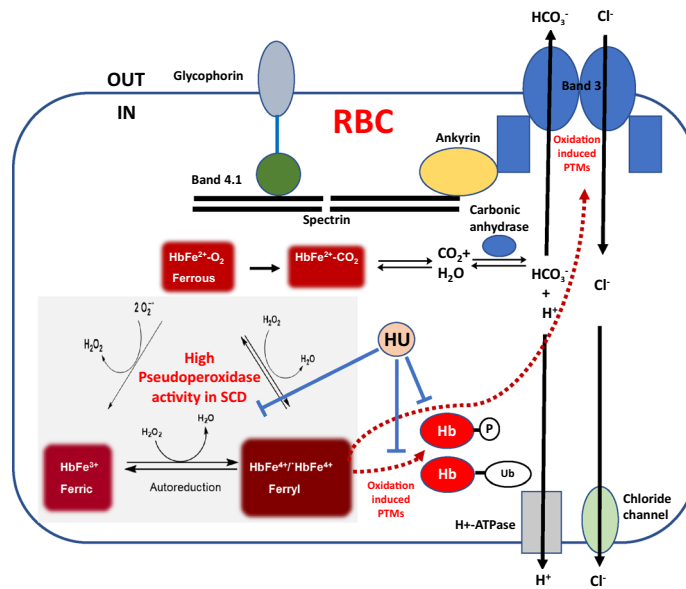 HCO₃⁻
Cl⁻
Glycophorin
OUT
IN
RBC
Band 3
Ankyrin
Oxidation
induced
PTMs
Band 4.1
Spectrin
Carbonic
anhydrase
HbFe²⁺-O₂
Ferrous
HbFe²⁺-CO₂
CO₂+
H₂O
HCO₃⁻
+
H⁺
Cl⁻
2O₂⁻·
H₂O₂
H₂O₂
H₂O
HU
High
Pseudoperoxidase
activity in SCD
Hb
P
H₂O₂
H₂O
HbFe³⁺
Ferric
Autoreduction
HbFe⁴⁺/·HbFe⁴⁺
Ferryl
Hb
Ub
Oxidation
induced
PTMs
H+-ATPase
Chloride
channel
H⁺
Cl⁻